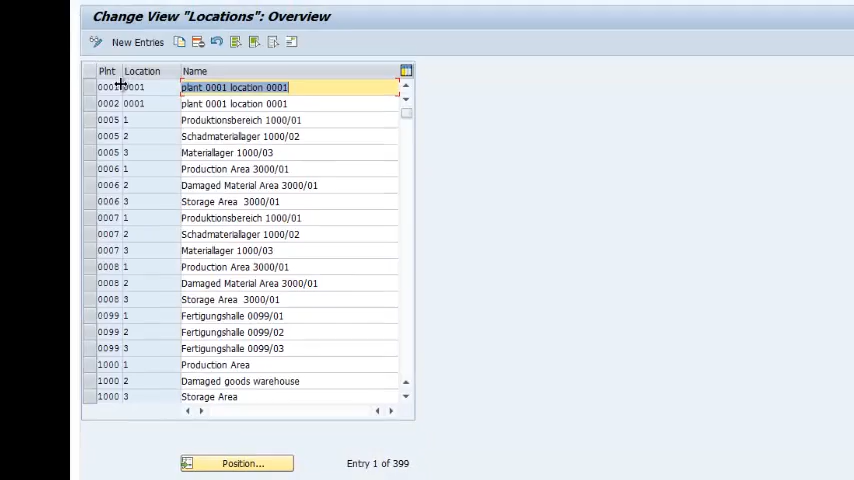 Change View "Locations": Overview
New Entries
Plnt Location Name
0001 0001 plant 0001 location 0001
0002 0001 plant 0001 location 0001
0005 1 Produktionsbereich 1000/01
0005 2 Schadmateriallager 1000/02
0005 3 Materiallager 1000/03
0006 1 Production Area 3000/01
0006 2 Damaged Material Area 3000/01
0006 3 Storage Area 3000/01
0007 1 Produktionsbereich 1000/01
0007 2 Schadmateriallager 1000/02
0007 3 Materiallager 1000/03
0008 1 Production Area 3000/01
0008 2 Damaged Material Area 3000/01
0008 3 Storage Area 3000/01
0099 1 Fertigungshalle 0099/01
0099 2 Fertigungshalle 0099/02
0099 3 Fertigungshalle 0099/03
1000 1 Production Area
1000 2 Damaged goods warehouse
1000 3 Storage Area
Position... Entry 1 of 399